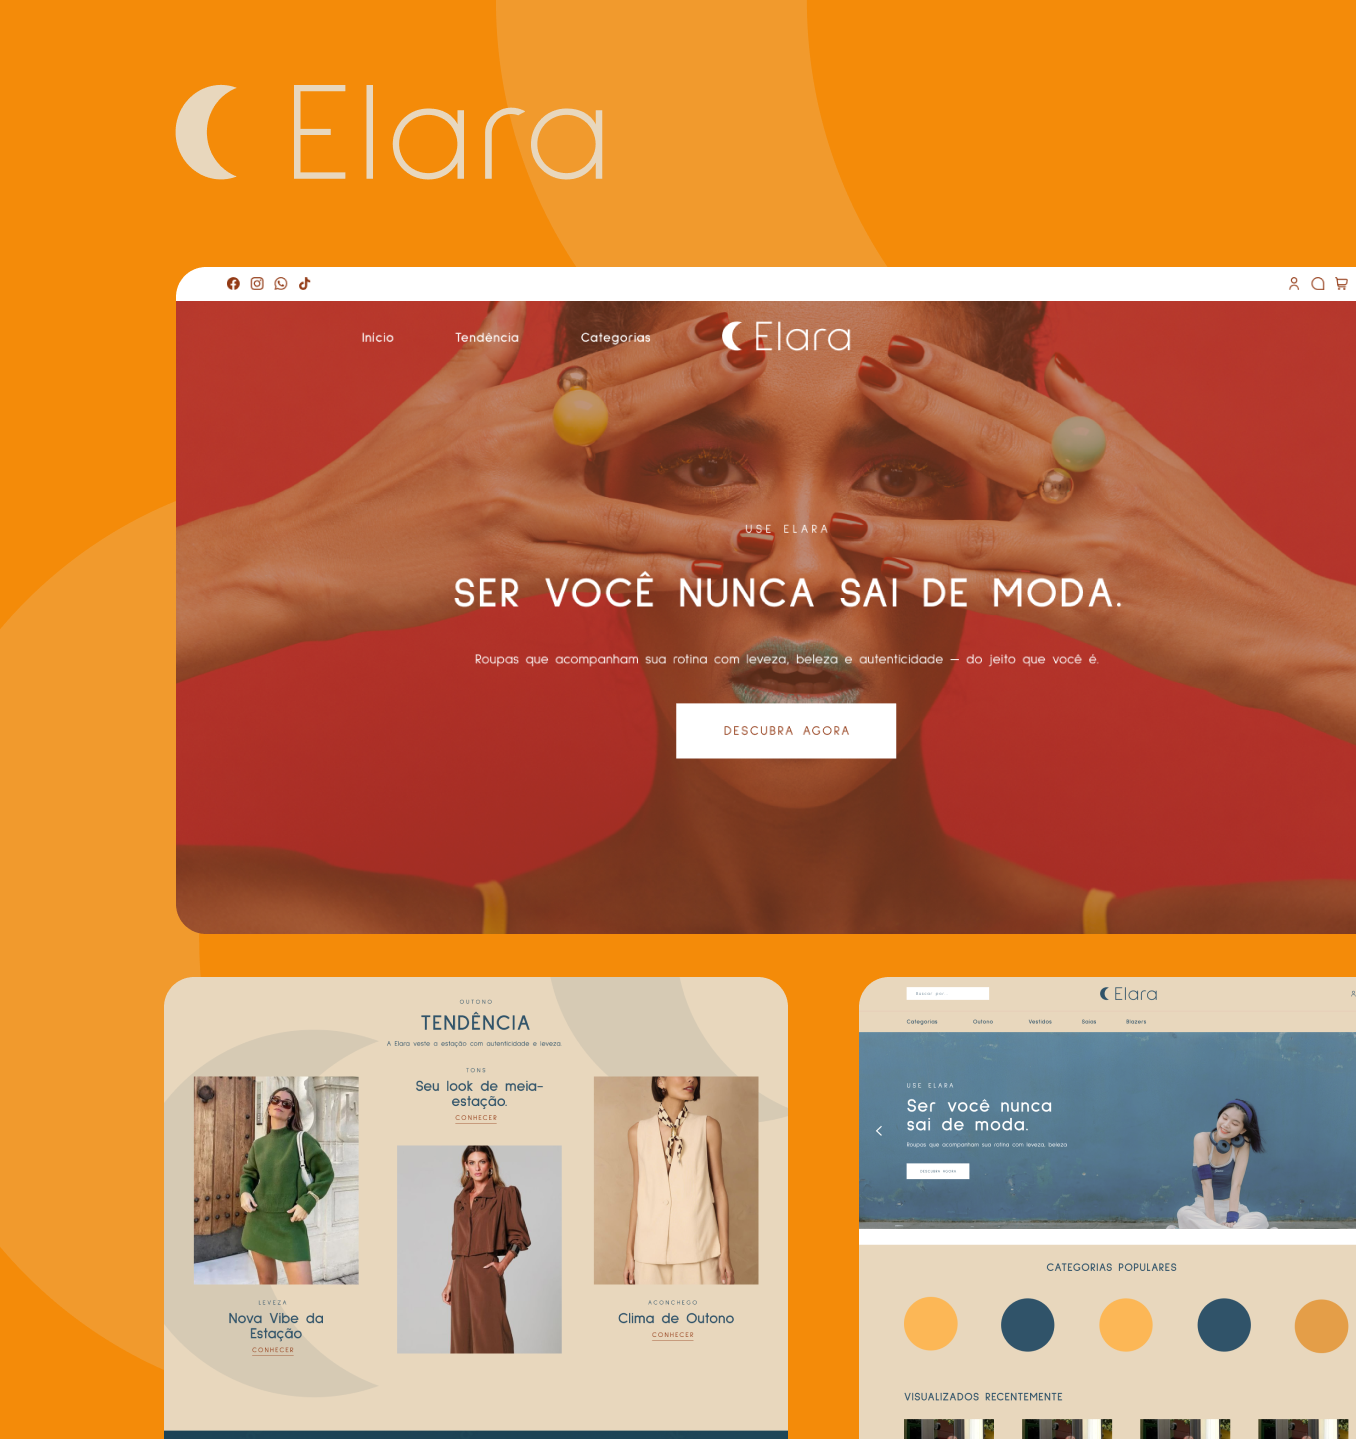 Elara
Início
Tendência
Categorias
Elara
USE ELARA
SER VOCÊ NUNCA SAI DE MODA.
Roupas que acompanham sua rotina com leveza, beleza e autenticidade — do jeito que você é.
DESCUBRA AGORA
OUTONO
TENDÊNCIA
A Elara veste a estação com autenticidade e leveza.
TONS
Seu look de meia-
estação.
CONHECER
LEVEZA
Nova Vibe da
Estação
CONHECER
ACONCHEGO
Clima de Outono
CONHECER
Buscar por
Elara
Categorias
Outono
Vestidos
Saias
Blazers
USE ELARA
Ser você nunca
sai de moda.
Roupas que acompanham sua rotina com leveza, beleza
DESCUBRA AGORA
CATEGORIAS POPULARES
VISUALIZADOS RECENTEMENTE